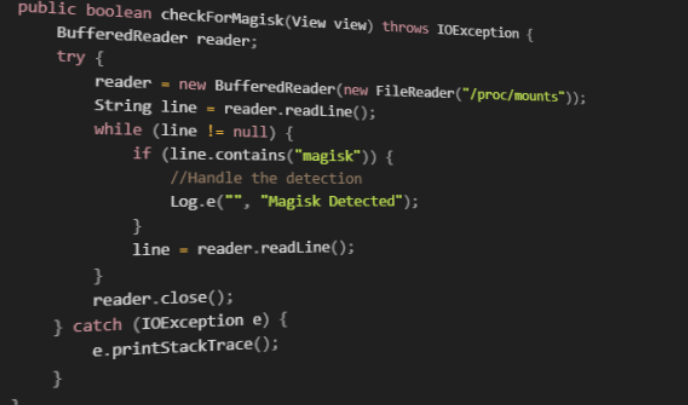 public boolean checkForMagisk(View view) throws IOException {
BufferedReader reader;
try {
reader = new BufferedReader(new FileReader("/proc/mounts"));
String line = reader.readLine();
while (line != null) {
if (line.contains("magisk")) {
//Handle the detection
Log.e("", "Magisk Detected");
}
line = reader.readLine();
}
reader.close();
} catch (IOException e) {
e.printStackTrace();
}
}